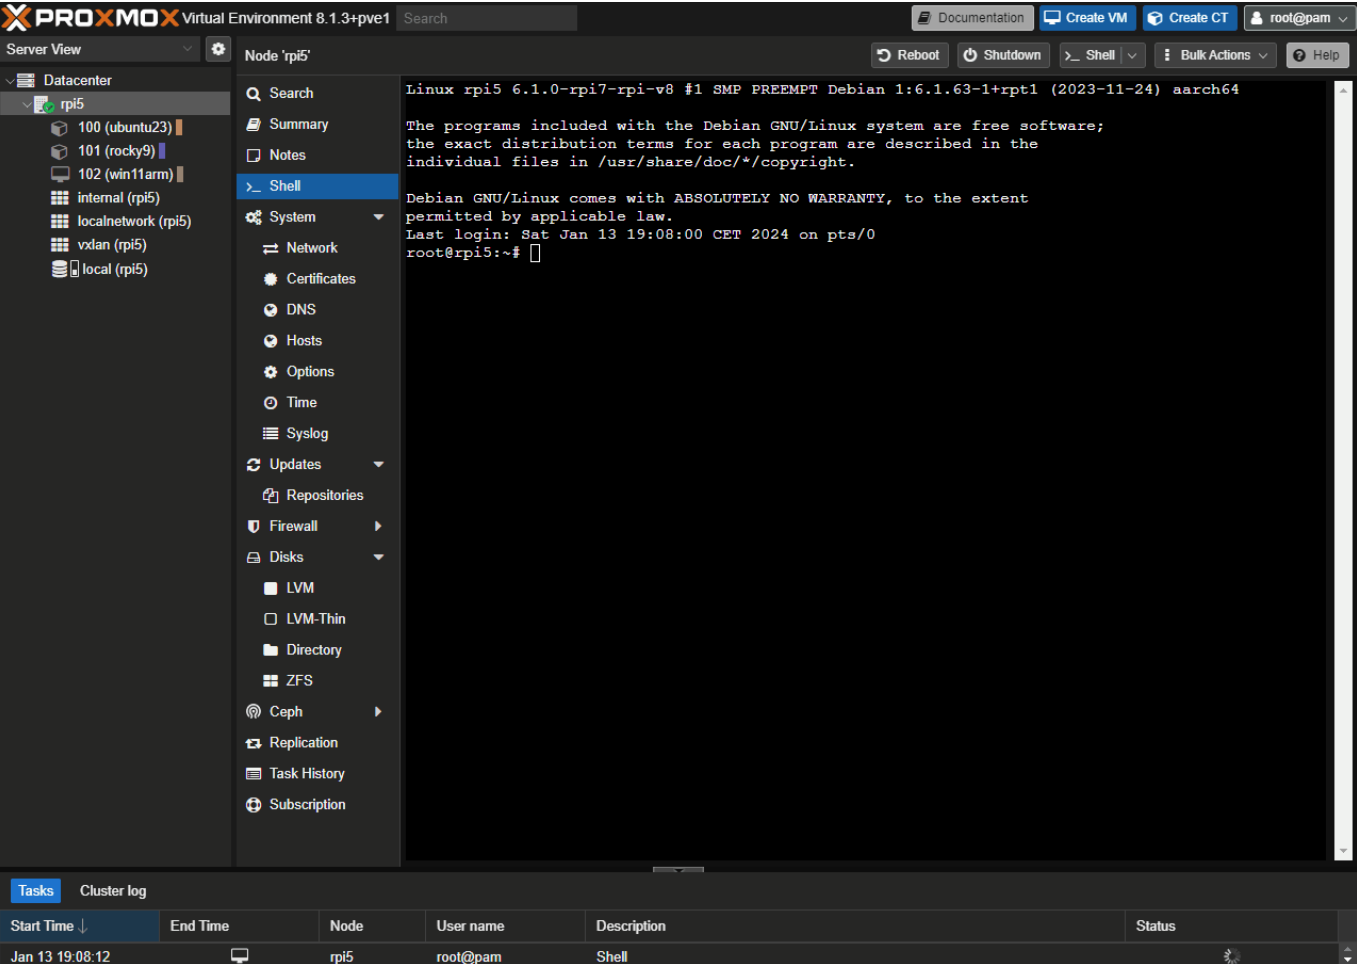 PROXMOX Virtual Environment 8.1.3+pve1 Search Documentation Create VM Create CT root@pam
Server View
Node 'rpi5' Reboot Shutdown >_ Shell Bulk Actions Help
Datacenter
rpi5
100 (ubuntu23)
101 (rocky9)
102 (win11arm)
internal (rpi5)
localnetwork (rpi5)
vxlan (rpi5)
local (rpi5)
Search
Summary
Notes
>_ Shell
System
Network
Certificates
DNS
Hosts
Options
Time
Syslog
Updates
Repositories
Firewall
Disks
LVM
LVM-Thin
Directory
ZFS
Ceph
Replication
Task History
Subscription
Linux rpi5 6.1.0-rpi7-rpi-v8 #1 SMP PREEMPT Debian 1:6.1.63-1+rpt1 (2023-11-24) aarch64
The programs included with the Debian GNU/Linux system are free software;
the exact distribution terms for each program are described in the
individual files in /usr/share/doc/*/copyright.
Debian GNU/Linux comes with ABSOLUTELY NO WARRANTY, to the extent
permitted by applicable law.
Last login: Sat Jan 13 19:08:00 CET 2024 on pts/0
root@rpi5:~#
Tasks Cluster log
Start Time ↓ End Time Node User name Description Status
Jan 13 19:08:12 rpi5 root@pam Shell